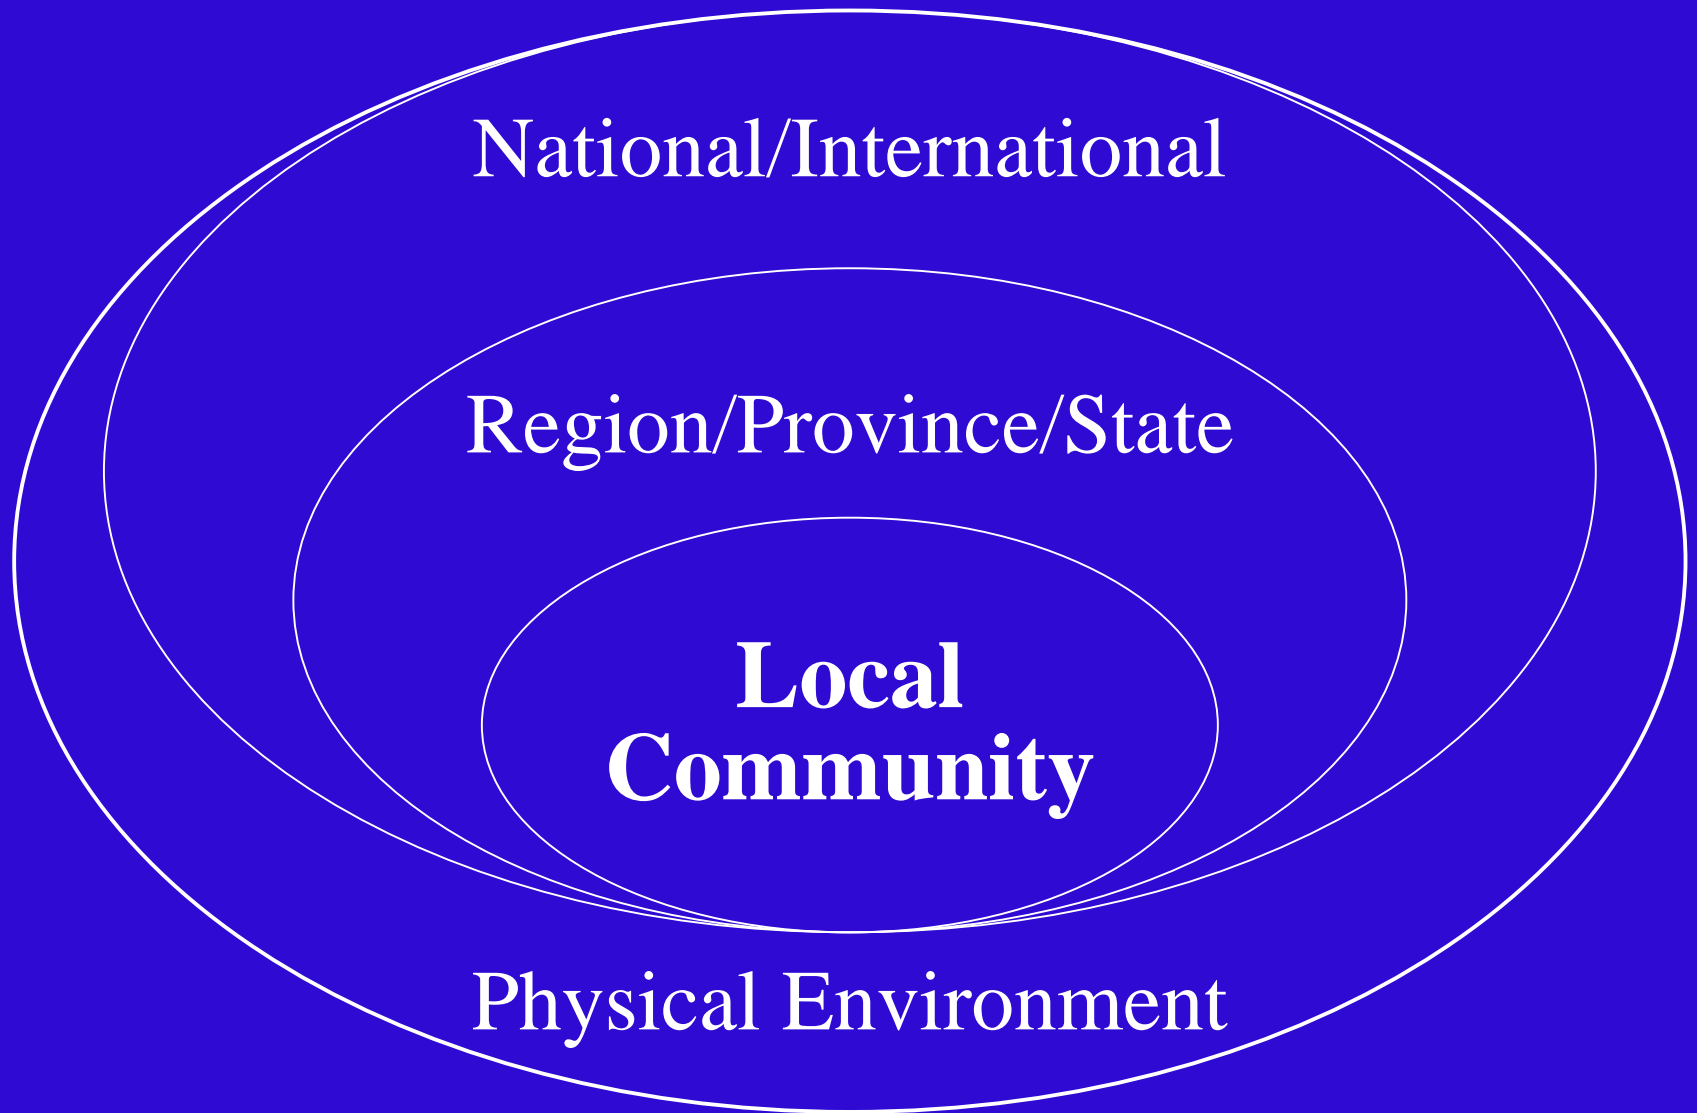 National/International
Region/Province/State
Local
Community
Physical Environment